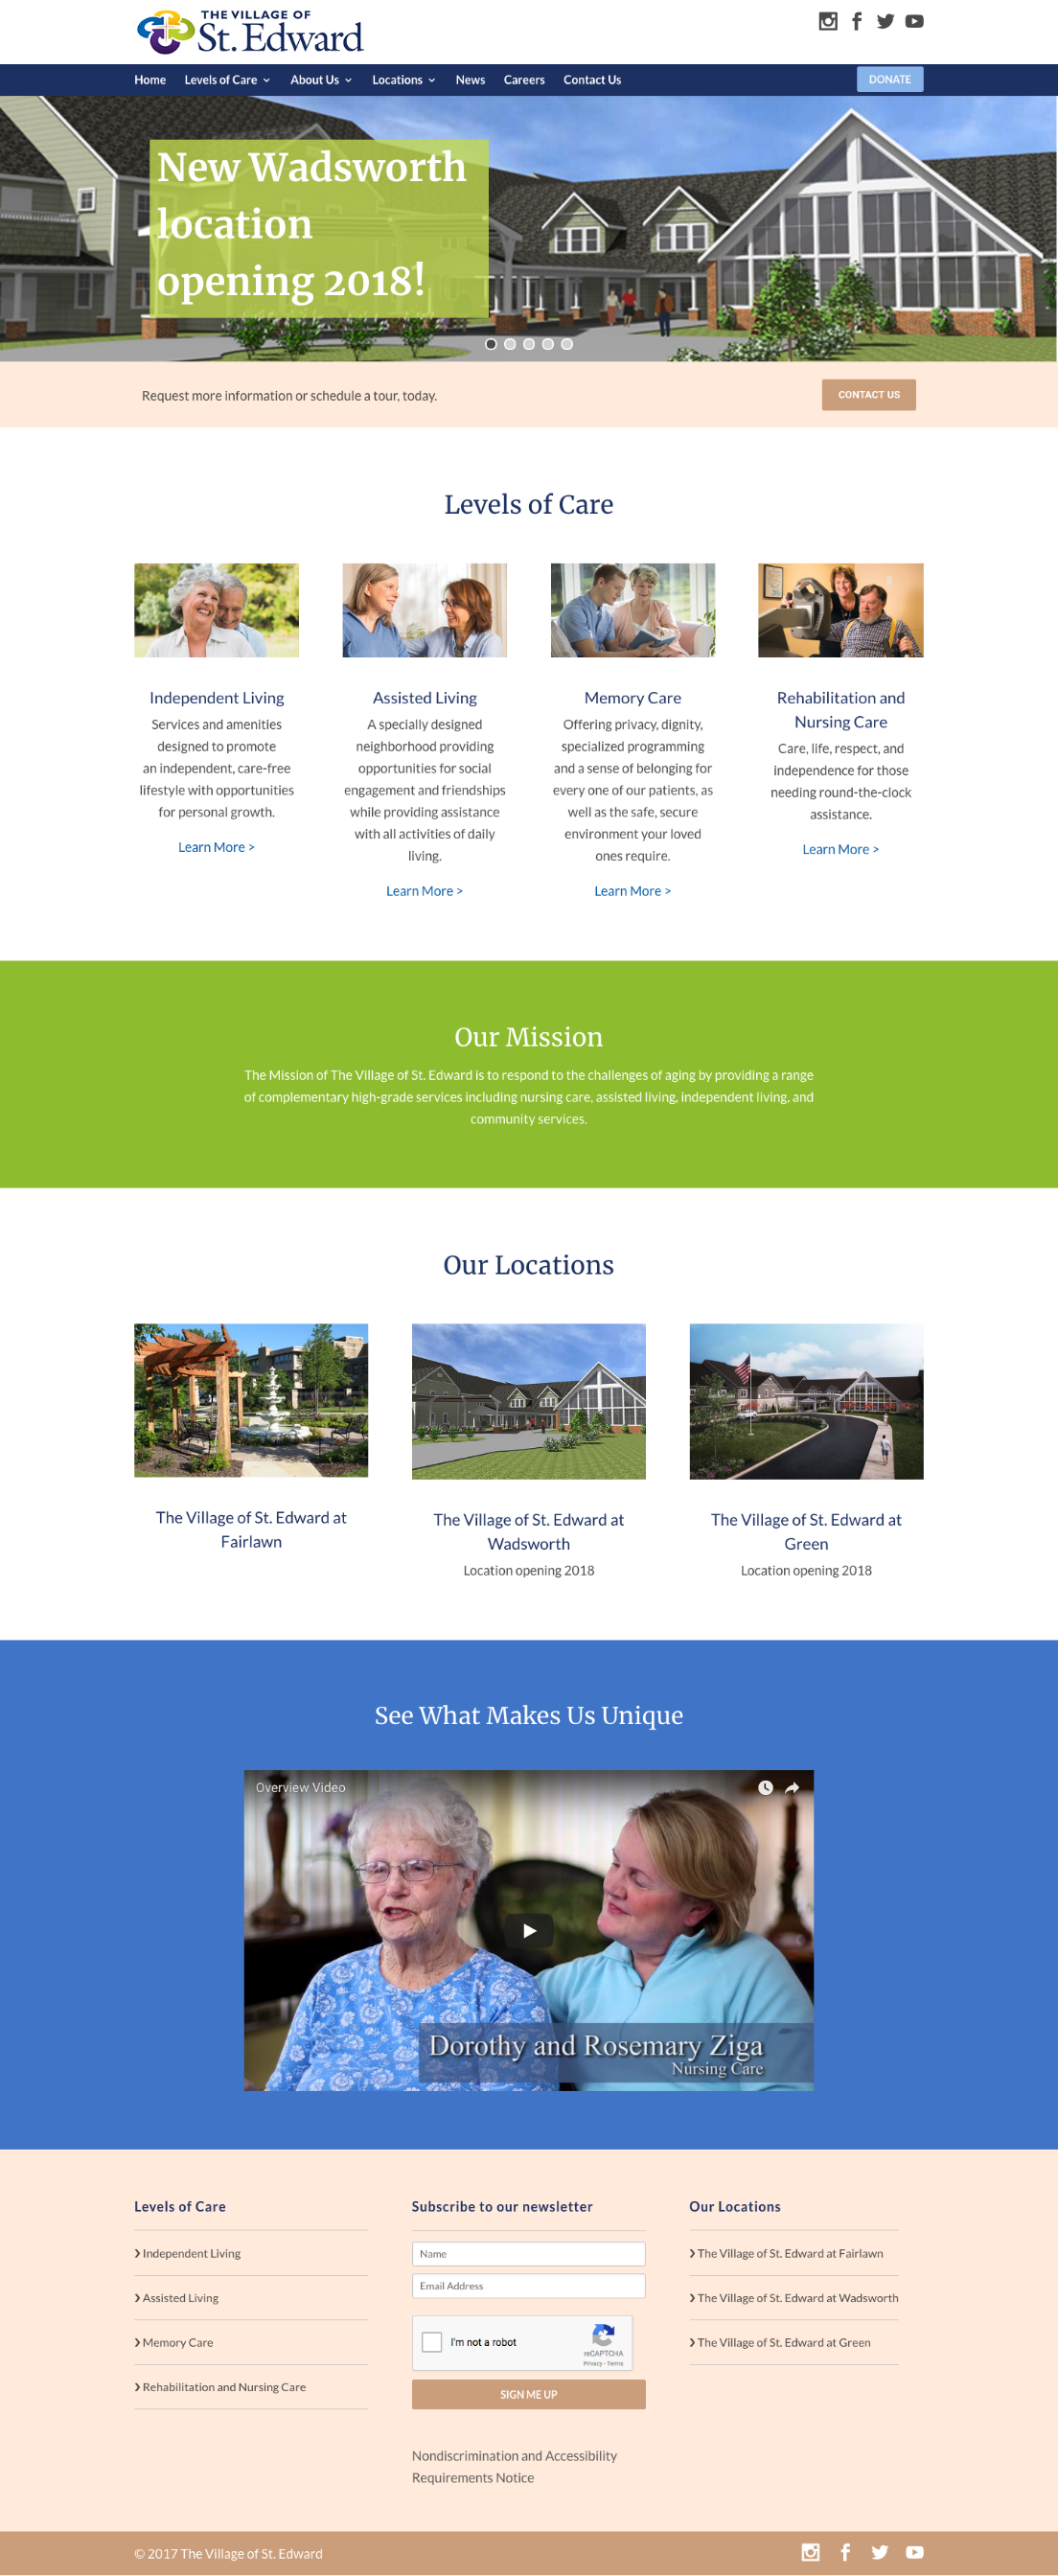 THE VILLAGE OF
St. Edward
Home Levels of Care About Us Locations News Careers Contact Us DONATE
New Wadsworth
location
opening 2018!
Request more information or schedule a tour, today. CONTACT US
Levels of Care
Independent Living
Services and amenities
designed to promote
an independent, care-free
lifestyle with opportunities
for personal growth.
Learn More >
Assisted Living
A specially designed
neighborhood providing
opportunities for social
engagement and friendships
while providing assistance
with all activities of daily
living.
Learn More >
Memory Care
Offering privacy, dignity,
specialized programming
and a sense of belonging for
every one of our patients, as
well as the safe, secure
environment your loved
ones require.
Learn More >
Rehabilitation and
Nursing Care
Care, life, respect, and
independence for those
needing round-the-clock
assistance.
Learn More >
Our Mission
The Mission of The Village of St. Edward is to respond to the challenges of aging by providing a range
of complementary high-grade services including nursing care, assisted living, independent living, and
community services.
Our Locations
The Village of St. Edward at
Fairlawn
The Village of St. Edward at
Wadsworth
Location opening 2018
The Village of St. Edward at
Green
Location opening 2018
See What Makes Us Unique
Overview Video
Dorothy and Rosemary Ziga
Nursing Care
Levels of Care
Independent Living
Assisted Living
Memory Care
Rehabilitation and Nursing Care
Subscribe to our newsletter
Name
Email Address
I'm not a robot
reCAPTCHA
Privacy - Terms
SIGN ME UP
Nondiscrimination and Accessibility
Requirements Notice
Our Locations
The Village of St. Edward at Fairlawn
The Village of St. Edward at Wadsworth
The Village of St. Edward at Green
© 2017 The Village of St. Edward